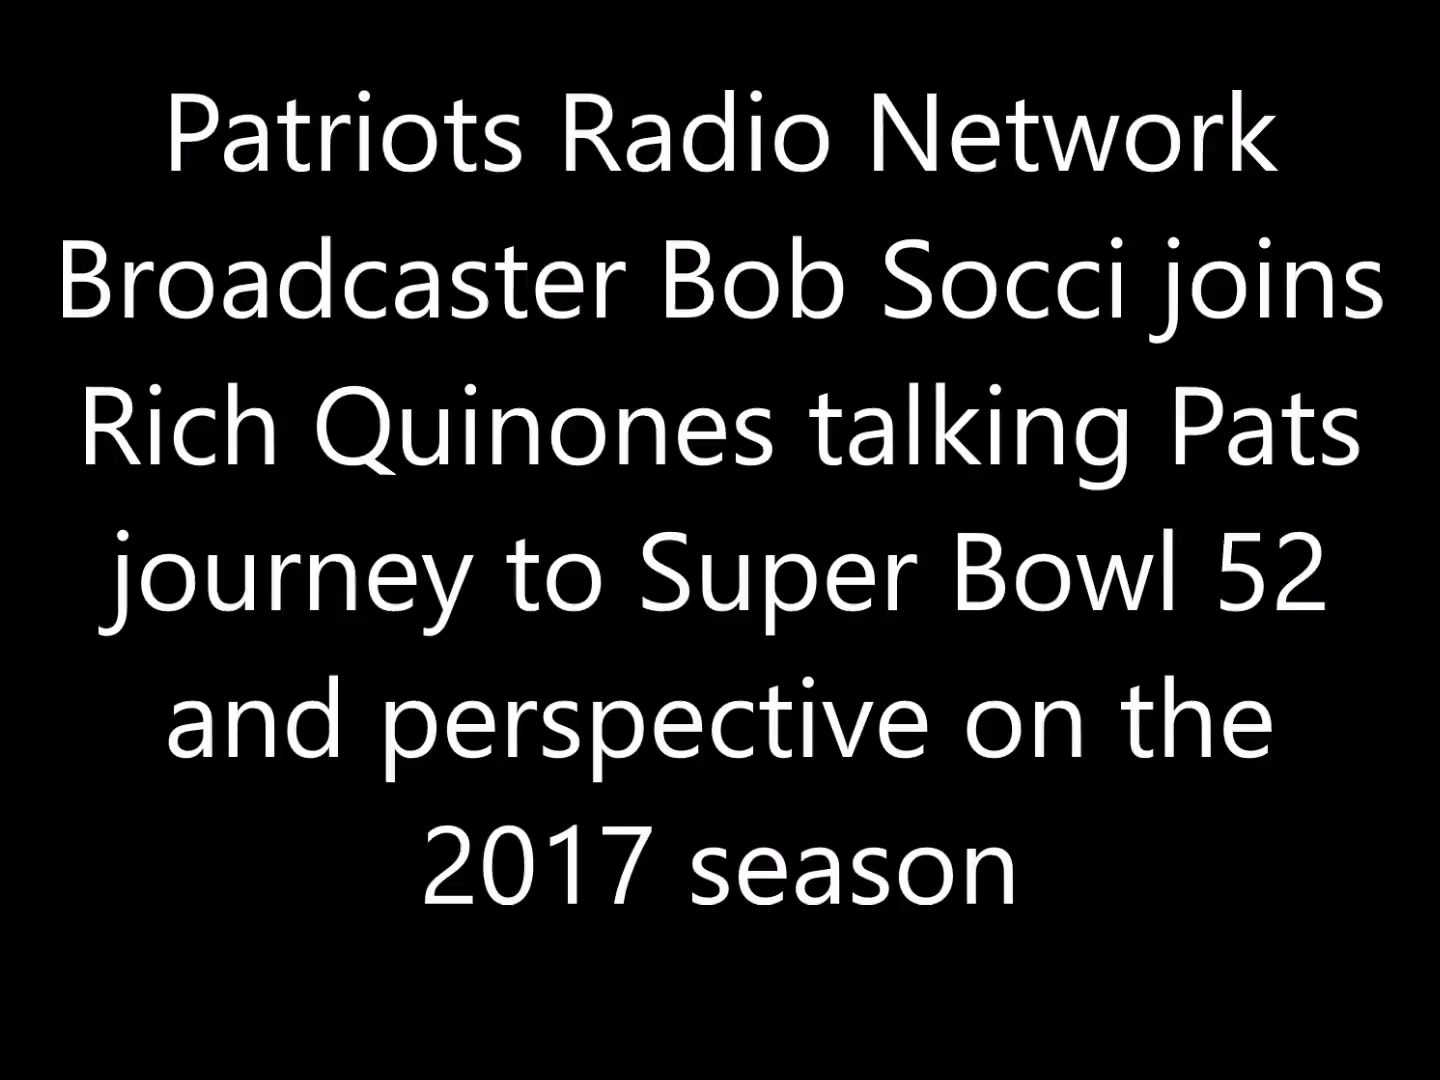 Patriots Radio Network
Broadcaster Bob Socci joins
Rich Quinones talking Pats
journey to Super Bowl 52
and perspective on the
2017 season